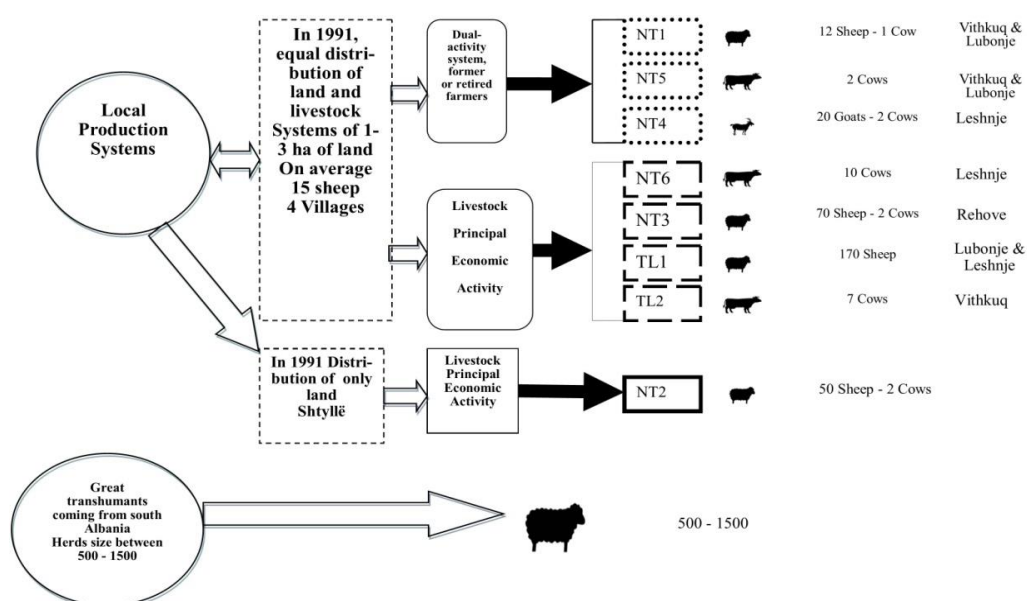 Local
Production
Systems
In 1991,
equal distri-
bution of
land and
livestock
Systems of 1-
3 ha of land
On average
15 sheep
4 Villages
Dual-
activity
system,
former
or retired
farmers
NT1
12 Sheep - 1 Cow
Vithkuq &
Lubonje
NT5
2 Cows
Vithkuq &
Lubonje
NT4
20 Goats - 2 Cows
Leshnje
Livestock
Principal
Economic
Activity
NT6
10 Cows
Leshnje
NT3
70 Sheep - 2 Cows
Rehove
TL1
170 Sheep
Lubonje &
Leshnje
TL2
7 Cows
Vithkuq
In 1991 Distri-
bution of only
land
Shtyllë
Livestock
Principal
Economic
Activity
NT2
50 Sheep - 2 Cows
Great
transhumants
coming from south
Albania
Herds size between
500 - 1500
500 - 1500